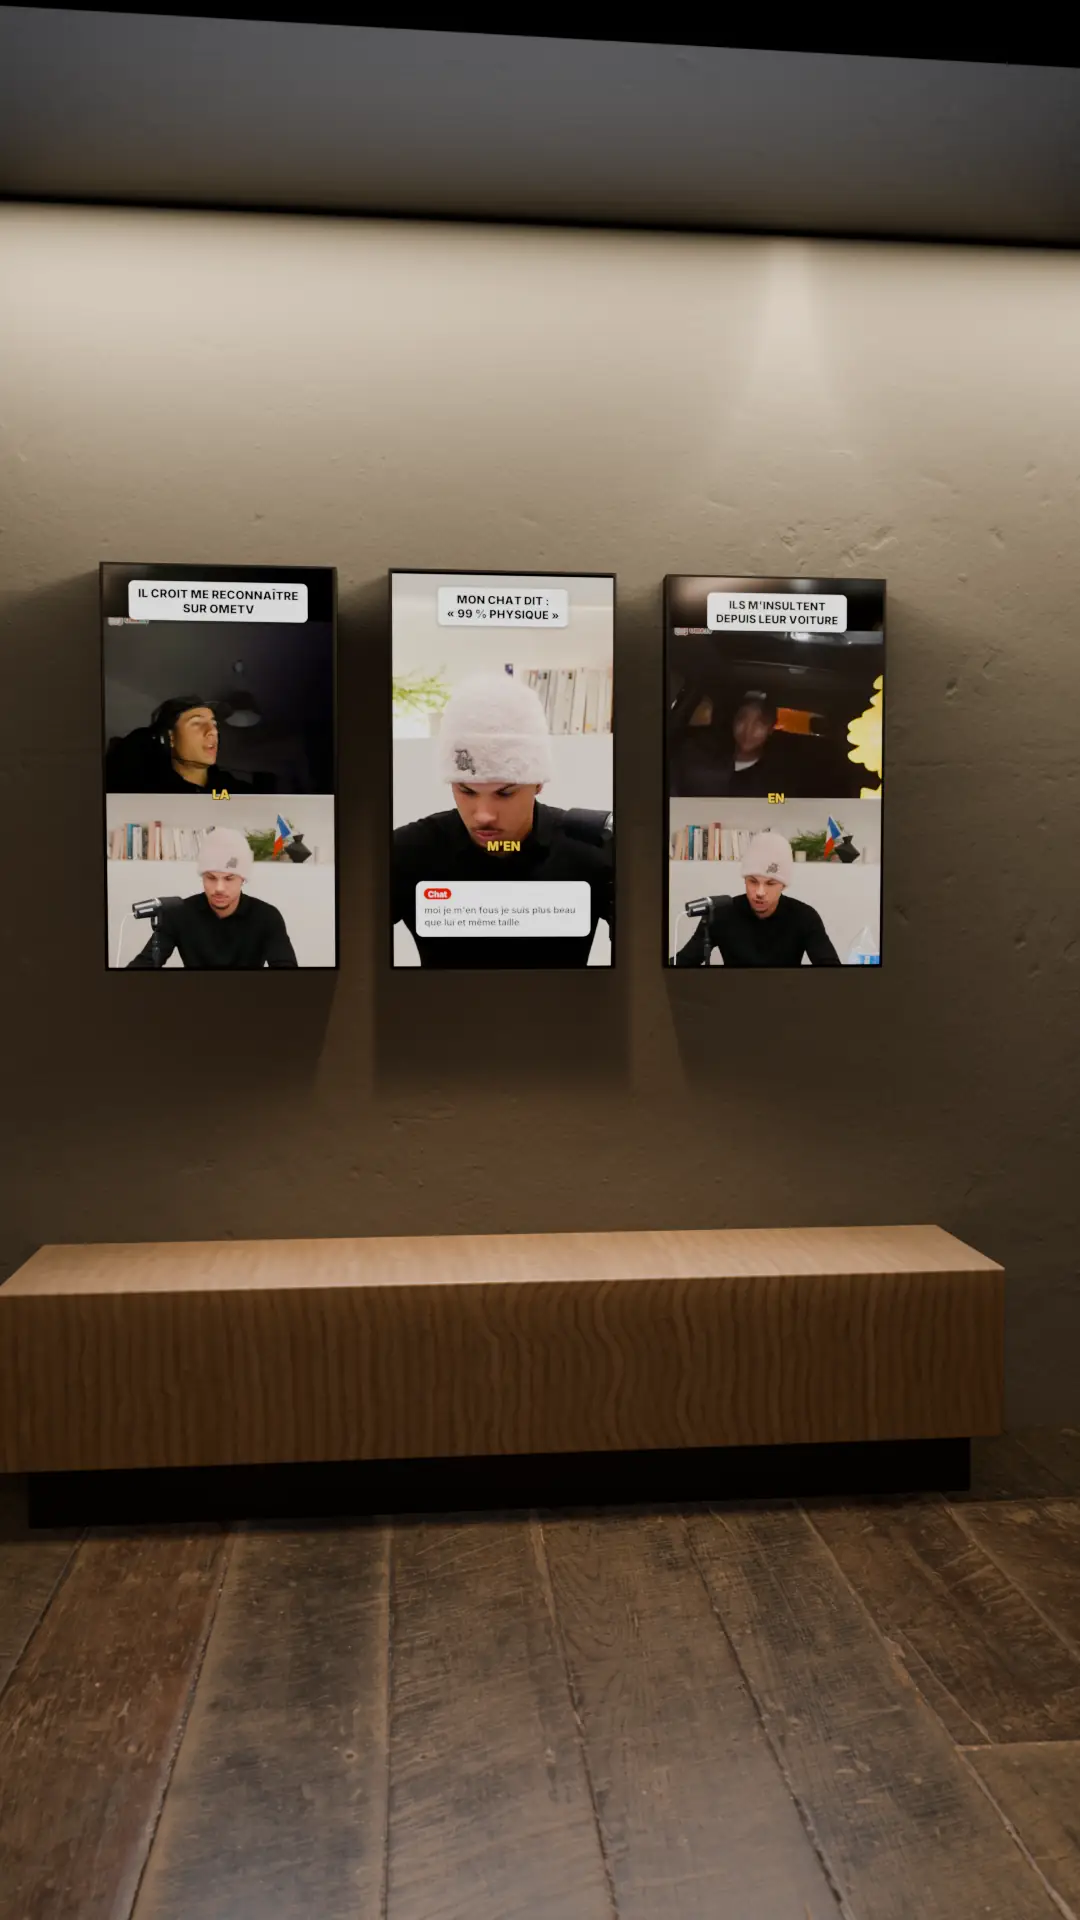 IL CROIT ME RECONNAÎTRE
SUR OMETV
LA
MON CHAT DIT :
« 99 % PHYSIQUE »
M'EN
Chat
moi je m'en fous je suis plus beau
que lui et même taille
ILS M'INSULTENT
DEPUIS LEUR VOITURE
EN